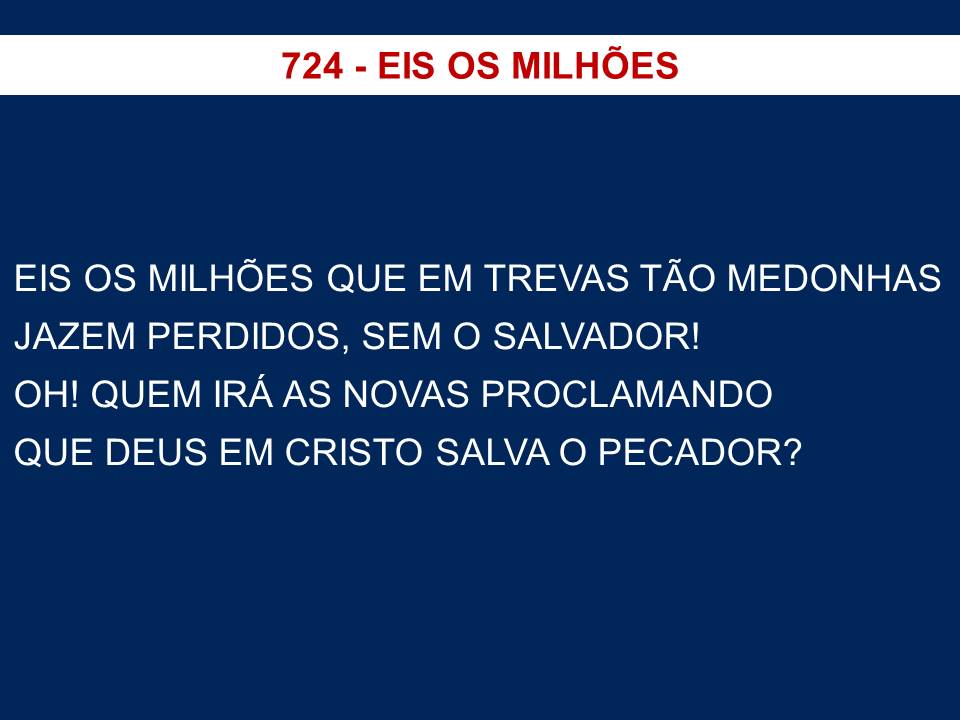 724 - EIS OS MILHÕES
EIS OS MILHÕES QUE EM TREVAS TÃO MEDONHAS
JAZEM PERDIDOS, SEM O SALVADOR!
OH! QUEM IRÁ AS NOVAS PROCLAMANDO
QUE DEUS EM CRISTO SALVA O PECADOR?